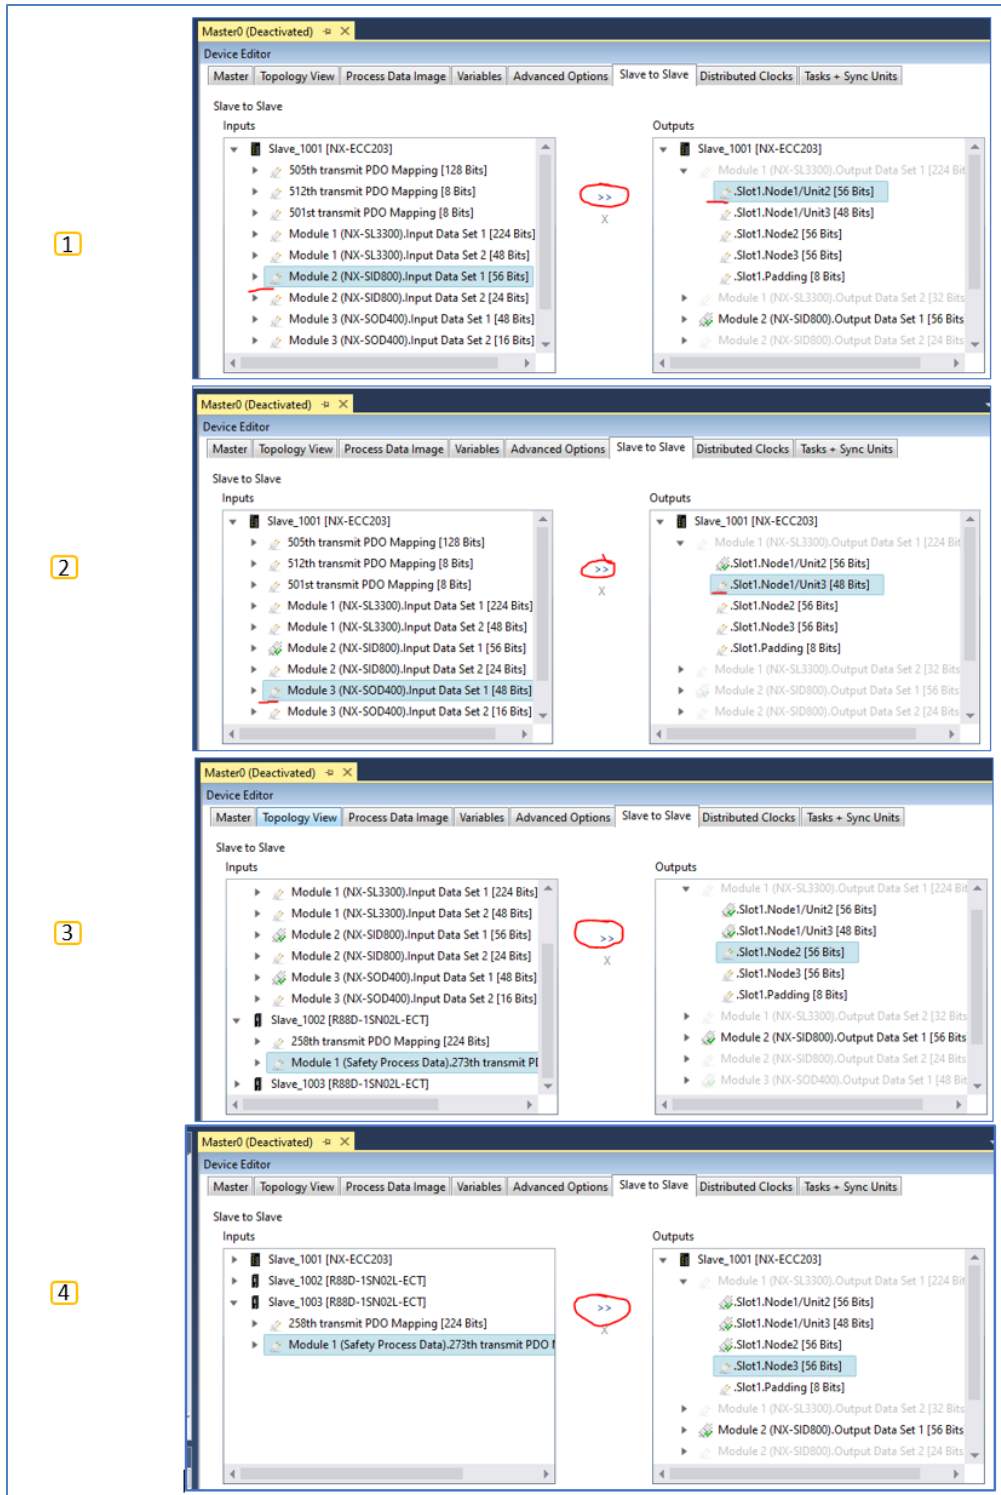 1
Master0 (Deactivated)
Device Editor
Master Topology View Process Data Image Variables Advanced Options Slave to Slave Distributed Clocks Tasks + Sync Units
Slave to Slave
Inputs
Slave_1001 [NX-ECC203]
505th transmit PDO Mapping [128 Bits]
512th transmit PDO Mapping [8 Bits]
501st transmit PDO Mapping [8 Bits]
Module 1 (NX-SL3300).Input Data Set 1 [224 Bits]
Module 1 (NX-SL3300).Input Data Set 2 [48 Bits]
Module 2 (NX-SID800).Input Data Set 1 [56 Bits]
Module 2 (NX-SID800).Input Data Set 2 [24 Bits]
Module 3 (NX-SOD400).Input Data Set 1 [48 Bits]
Module 3 (NX-SOD400).Input Data Set 2 [16 Bits]
>>
X
Outputs
Slave_1001 [NX-ECC203]
Module 1 (NX-SL3300).Output Data Set 1 [224 Bit
.Slot1.Node1/Unit2 [56 Bits]
.Slot1.Node1/Unit3 [48 Bits]
.Slot1.Node2 [56 Bits]
.Slot1.Node3 [56 Bits]
.Slot1.Padding [8 Bits]
Module 1 (NX-SL3300).Output Data Set 2 [32 Bits
Module 2 (NX-SID800).Output Data Set 1 [56 Bits
Module 2 (NX-SID800).Output Data Set 2 [24 Bits
2
Master0 (Deactivated)
Device Editor
Master Topology View Process Data Image Variables Advanced Options Slave to Slave Distributed Clocks Tasks + Sync Units
Slave to Slave
Inputs
Slave_1001 [NX-ECC203]
505th transmit PDO Mapping [128 Bits]
512th transmit PDO Mapping [8 Bits]
501st transmit PDO Mapping [8 Bits]
Module 1 (NX-SL3300).Input Data Set 1 [224 Bits]
Module 1 (NX-SL3300).Input Data Set 2 [48 Bits]
Module 2 (NX-SID800).Input Data Set 1 [56 Bits]
Module 2 (NX-SID800).Input Data Set 2 [24 Bits]
Module 3 (NX-SOD400).Input Data Set 1 [48 Bits]
Module 3 (NX-SOD400).Input Data Set 2 [16 Bits]
>>
X
Outputs
Slave_1001 [NX-ECC203]
Module 1 (NX-SL3300).Output Data Set 1 [224 Bit
.Slot1.Node1/Unit2 [56 Bits]
.Slot1.Node1/Unit3 [48 Bits]
.Slot1.Node2 [56 Bits]
.Slot1.Node3 [56 Bits]
.Slot1.Padding [8 Bits]
Module 1 (NX-SL3300).Output Data Set 2 [32 Bits
Module 2 (NX-SID800).Output Data Set 1 [56 Bits
Module 2 (NX-SID800).Output Data Set 2 [24 Bits
3
Master0 (Deactivated)
Device Editor
Master Topology View Process Data Image Variables Advanced Options Slave to Slave Distributed Clocks Tasks + Sync Units
Slave to Slave
Inputs
Module 1 (NX-SL3300).Input Data Set 1 [224 Bits]
Module 1 (NX-SL3300).Input Data Set 2 [48 Bits]
Module 2 (NX-SID800).Input Data Set 1 [56 Bits]
Module 2 (NX-SID800).Input Data Set 2 [24 Bits]
Module 3 (NX-SOD400).Input Data Set 1 [48 Bits]
Module 3 (NX-SOD400).Input Data Set 2 [16 Bits]
Slave_1002 [R88D-1SN02L-ECT]
258th transmit PDO Mapping [224 Bits]
Module 1 (Safety Process Data).273th transmit PI
Slave_1003 [R88D-1SN02L-ECT]
>>
X
Outputs
Module 1 (NX-SL3300).Output Data Set 1 [224 Bit
.Slot1.Node1/Unit2 [56 Bits]
.Slot1.Node1/Unit3 [48 Bits]
.Slot1.Node2 [56 Bits]
.Slot1.Node3 [56 Bits]
.Slot1.Padding [8 Bits]
Module 1 (NX-SL3300).Output Data Set 2 [32 Bits
Module 2 (NX-SID800).Output Data Set 1 [56 Bits
Module 2 (NX-SID800).Output Data Set 2 [24 Bits
Module 3 (NX-SOD400).Output Data Set 1 [48 Bit
4
Master0 (Deactivated)
Device Editor
Master Topology View Process Data Image Variables Advanced Options Slave to Slave Distributed Clocks Tasks + Sync Units
Slave to Slave
Inputs
Slave_1001 [NX-ECC203]
Slave_1002 [R88D-1SN02L-ECT]
Slave_1003 [R88D-1SN02L-ECT]
258th transmit PDO Mapping [224 Bits]
Module 1 (Safety Process Data).273th transmit PDO
>>
X
Outputs
Slave_1001 [NX-ECC203]
Module 1 (NX-SL3300).Output Data Set 1 [224 Bit
.Slot1.Node1/Unit2 [56 Bits]
.Slot1.Node1/Unit3 [48 Bits]
.Slot1.Node2 [56 Bits]
.Slot1.Node3 [56 Bits]
.Slot1.Padding [8 Bits]
Module 1 (NX-SL3300).Output Data Set 2 [32 Bits
Module 2 (NX-SID800).Output Data Set 1 [56 Bits
Module 2 (NX-SID800).Output Data Set 2 [24 Bits